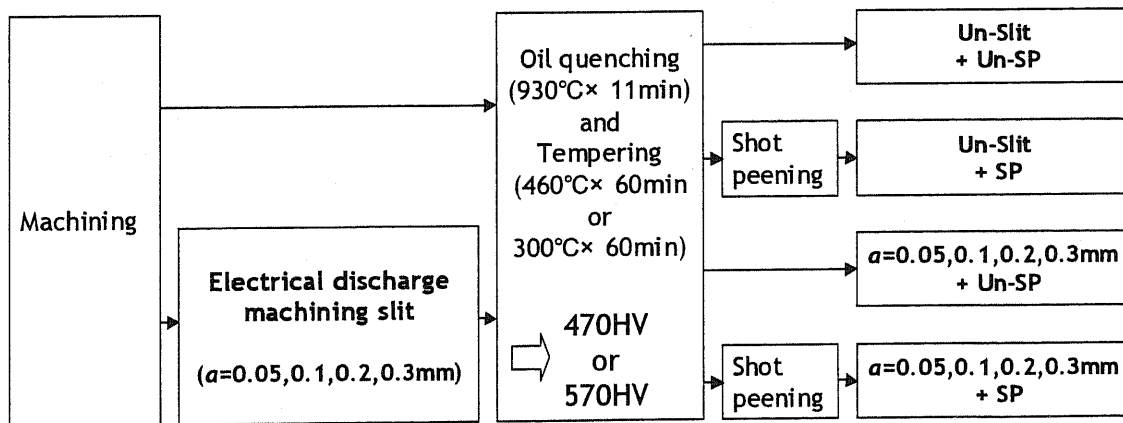 Machining
Electrical discharge
machining slit
(a=0.05,0.1,0.2,0.3mm)
Oil quenching
(930°C× 11min)
and
Tempering
(460°C× 60min
or
300°C× 60min)
470HV
or
570HV
Un-Slit
+ Un-SP
Shot
peening
Un-Slit
+ SP
a=0.05,0.1,0.2,0.3mm
+ Un-SP
Shot
peening
a=0.05,0.1,0.2,0.3mm
+ SP